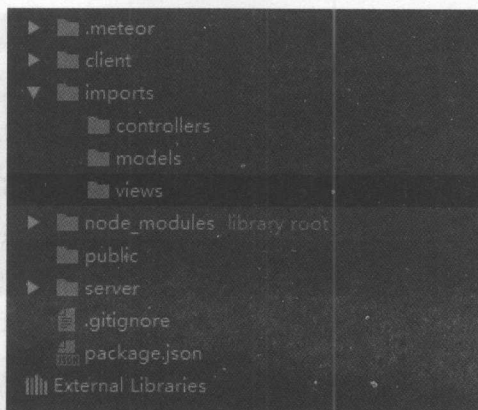 .meteor
client
imports
controllers
models
views
node_modules library root
public
server
.gitignore
package.json
External Libraries